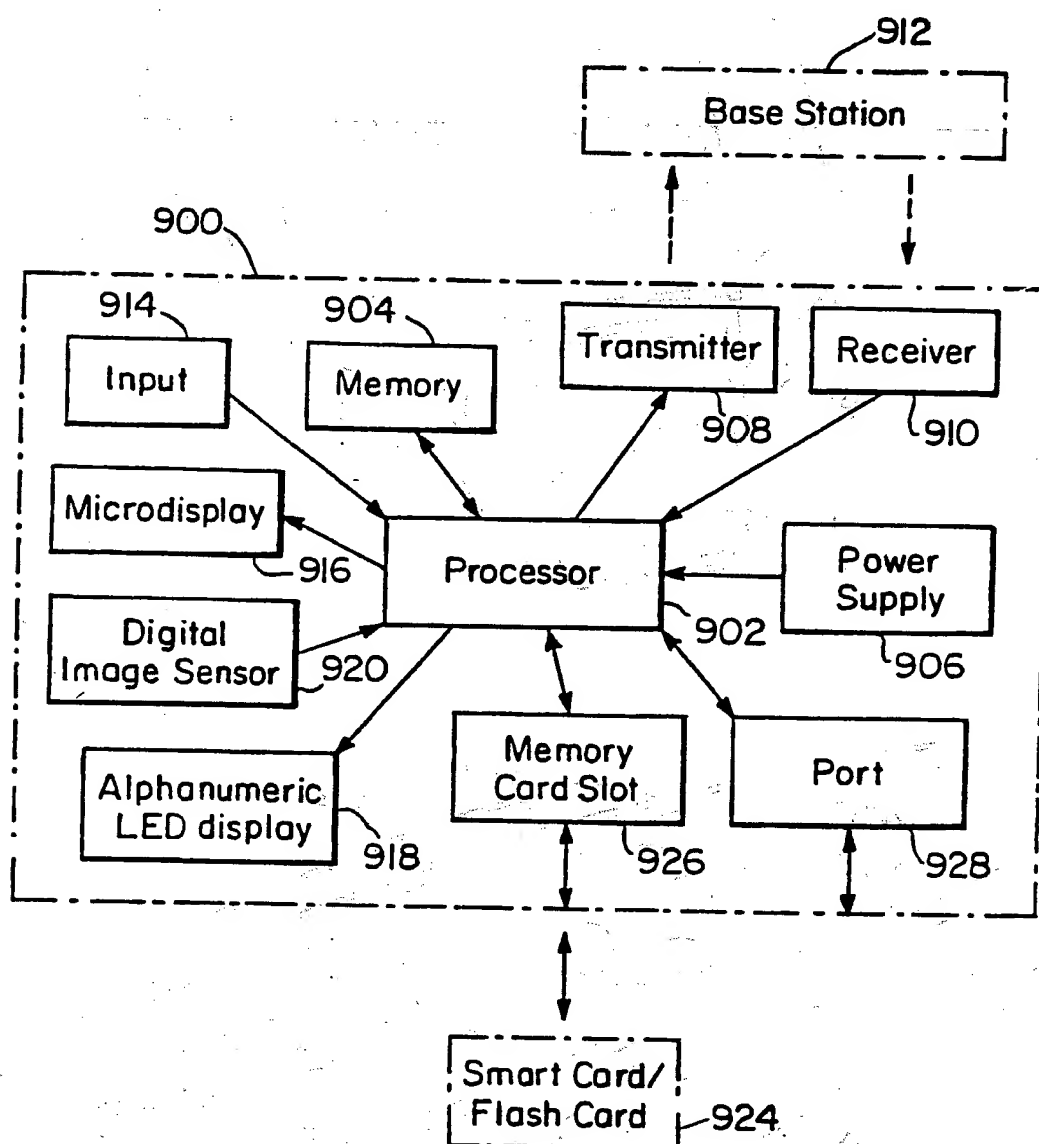 912
Base Station
900
914
904
Input
Memory
Transmitter
Receiver
908
910
Microdisplay
916
Processor
902
Power
Supply
906
Digital
Image Sensor
920
Alphanumeric
LED display
918
Memory
Card Slot
926
Port
928
Smart Card/
Flash Card
924